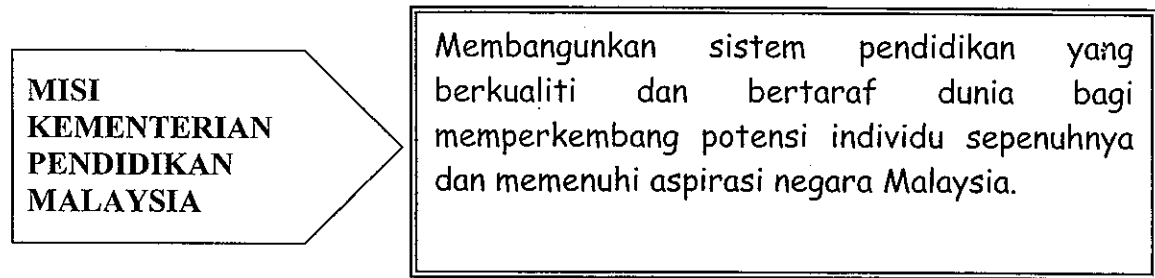 MISI
KEMENTERIAN
PENDIDIKAN
MALAYSIA
Membangunkan sistem pendidikan yang
berkualiti dan bertaraf dunia bagi
memperkembang potensi individu sepenuhnya
dan memenuhi aspirasi negara Malaysia.